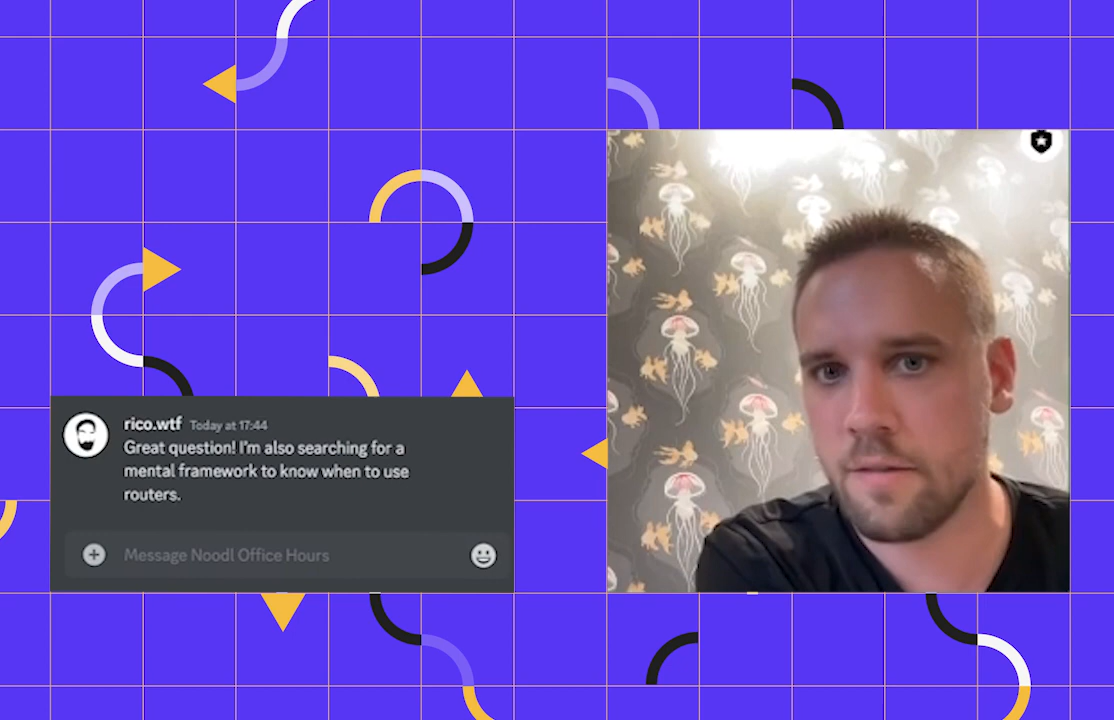 rico.wtf Today at 17:44
Great question! I'm also searching for a
mental framework to know when to use
routers.
Message Noodl Office Hours